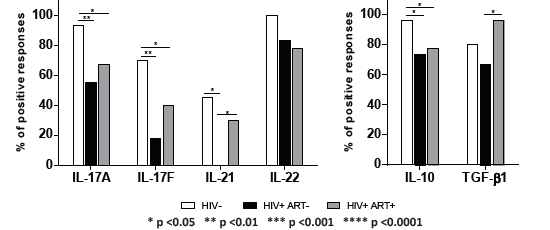 % of positive responses
100
80
60
40
20
0
* ** * ** * * *
IL-17A IL-17F IL-21 IL-22
% of positive responses
100
80
60
40
20
0
* * *
IL-10 TGF-β1
HIV- HIV+ ART- HIV+ ART+
* p <0.05 ** p <0.01 *** p <0.001 **** p <0.0001